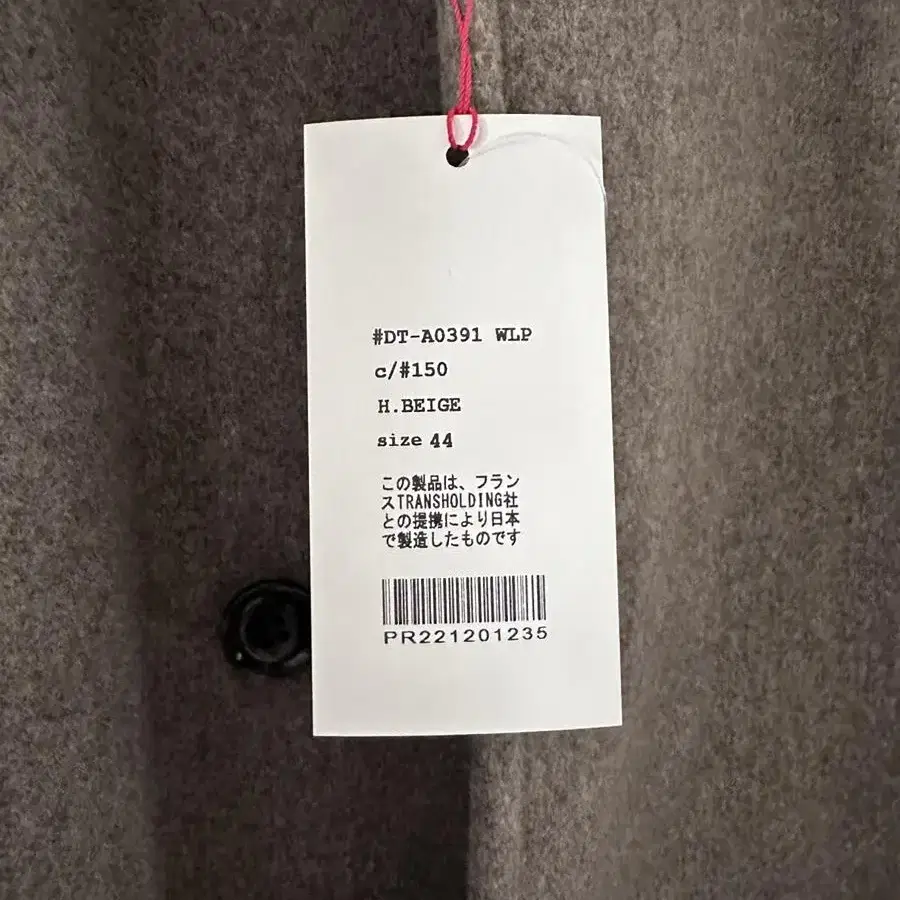 #DT-A0391 WLP
c/#150
H.BEIGE
size 44
この製品は、フラン
スTRANSHOLDING社
との提携により日本
で製造したものです
PR221201235